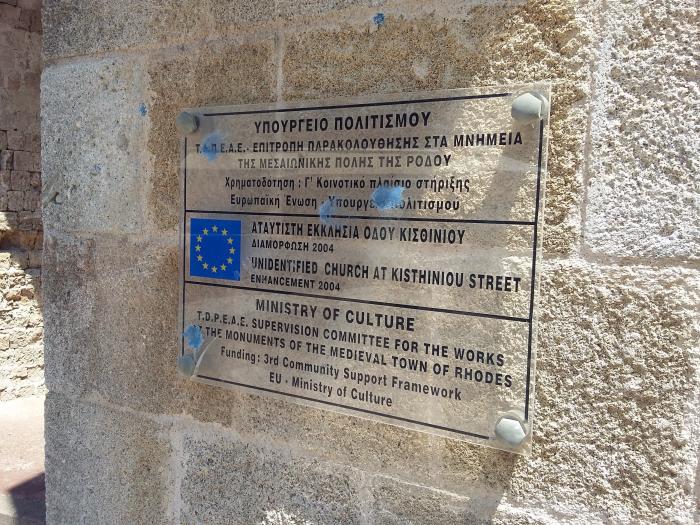 ΥΠΟΥΡΓΕΙΟ ΠΟΛΙΤΙΣΜΟΥ
Τ.Δ.Π.Ε.Α.Ε.- ΕΠΙΤΡΟΠΗ ΠΑΡΑΚΟΛΟΥΘΗΣΗΣ ΣΤΑ ΜΝΗΜΕΙΑ
ΤΗΣ ΜΕΣΑΙΩΝΙΚΗΣ ΠΟΛΗΣ ΤΗΣ ΡΟΔΟΥ
Χρηματοδότηση : Γ' Κοινοτικό πλαίσιο στήριξης
Ευρωπαϊκή Ένωση - Υπουργείο Πολιτισμού
ΑΤΑΥΤΙΣΤΗ ΕΚΚΛΗΣΙΑ ΟΔΟΥ ΚΙΣΘΙΝΙΟΥ
ΔΙΑΜΟΡΦΩΣΗ 2004
UNIDENTIFIED CHURCH AT KISTHINIOU STREET
ENHANCEMENT 2004
MINISTRY OF CULTURE
T.D.P.E.A.E. SUPERVISION COMMITTEE FOR THE WORKS
THE MONUMENTS OF THE MEDIEVAL TOWN OF RHODES
Funding : 3rd Community Support Framework
EU - Ministry of Culture